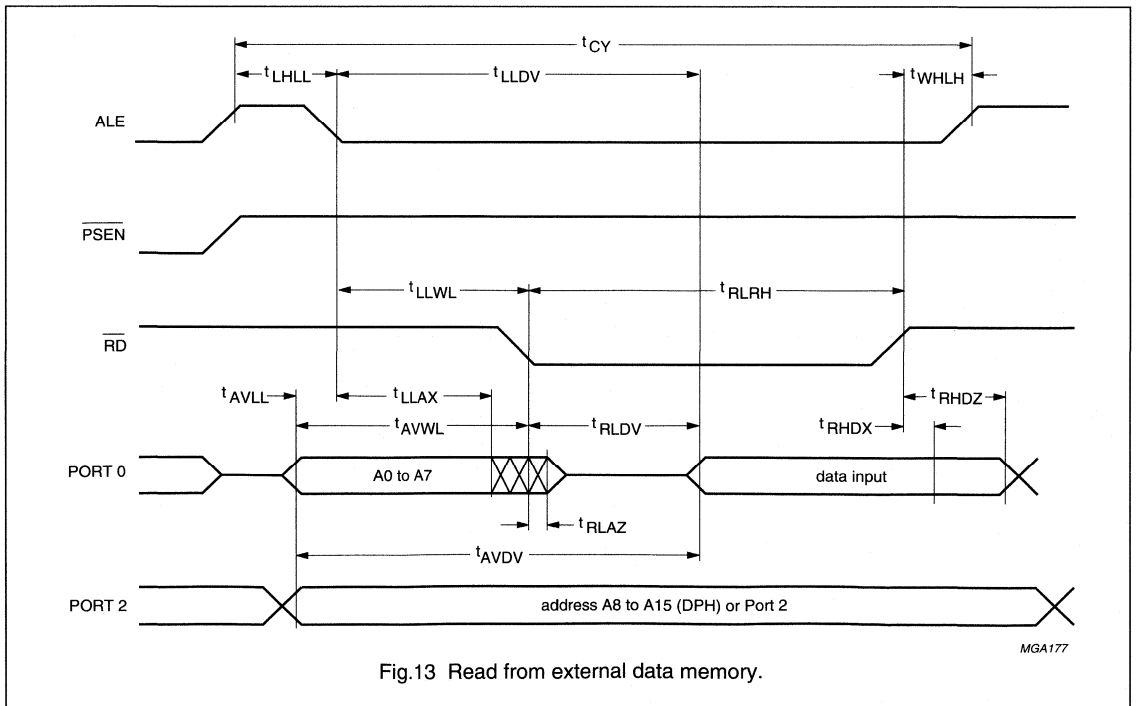 tCY
tLHLL
tLLDV
tWHLH
ALE
PSEN
tLLWL
tRLRH
RD
tAVLL
tLLAX
tRHDZ
tAVWL
tRLDV
tRHDX
PORT 0
A0 to A7
data input
tRLAZ
tAVDV
PORT 2
address A8 to A15 (DPH) or Port 2
MGA177
Fig.13 Read from external data memory.